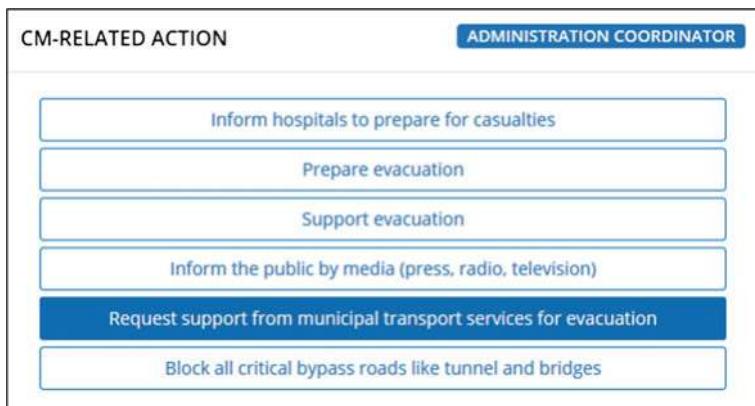 CM-RELATED ACTION
ADMINISTRATION COORDINATOR
Inform hospitals to prepare for casualties
Prepare evacuation
Support evacuation
Inform the public by media (press, radio, television)
Request support from municipal transport services for evacuation
Block all critical bypass roads like tunnel and bridges